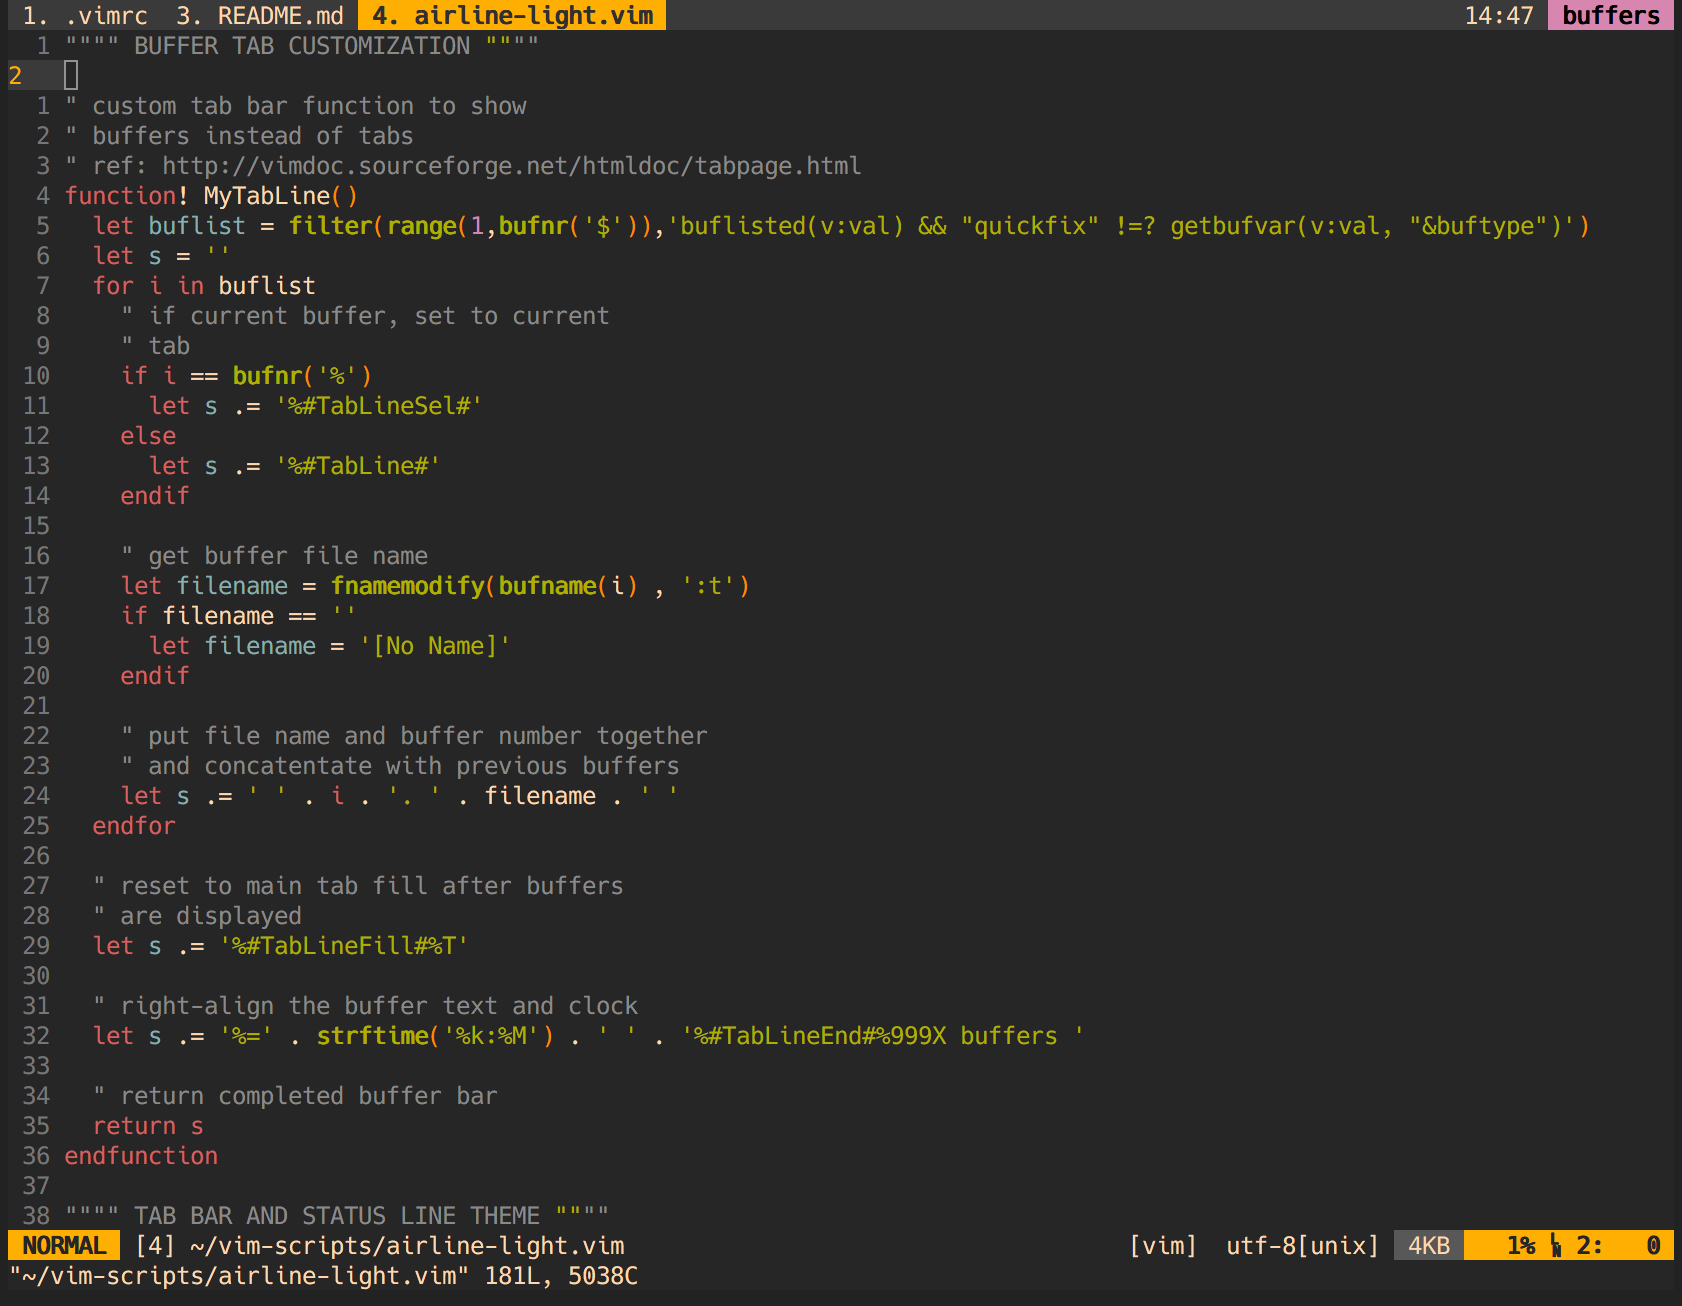 1. .vimrc  3. README.md  4. airline-light.vim  14:47  buffers
1 """" BUFFER TAB CUSTOMIZATION """"
2
1 " custom tab bar function to show
2 " buffers instead of tabs
3 " ref: http://vimdoc.sourceforge.net/htmldoc/tabpage.html
4 function! MyTabLine()
5   let buflist = filter(range(1,bufnr('$')),'buflisted(v:val) && "quickfix" !=? getbufvar(v:val, "&buftype")')
6   let s = ''
7   for i in buflist
8     " if current buffer, set to current
9     " tab
10     if i == bufnr('%')
11       let s .= '%#TabLineSel#'
12     else
13       let s .= '%#TabLine#'
14     endif
15
16     " get buffer file name
17     let filename = fnamemodify(bufname(i) , ':t')
18     if filename == ''
19       let filename = '[No Name]'
20     endif
21
22     " put file name and buffer number together
23     " and concatentate with previous buffers
24     let s .= ' ' . i . '. ' . filename . ' '
25   endfor
26
27   " reset to main tab fill after buffers
28   " are displayed
29   let s .= '%#TabLineFill#%T'
30
31   " right-align the buffer text and clock
32   let s .= '%=' . strftime('%k:%M') . ' ' . '%#TabLineEnd#%999X buffers '
33
34   " return completed buffer bar
35   return s
36 endfunction
37
38 """" TAB BAR AND STATUS LINE THEME """"
NORMAL  [4] ~/vim-scripts/airline-light.vim  [vim]  utf-8[unix]  4KB  1%  2:   0
"~/vim-scripts/airline-light.vim" 181L, 5038C